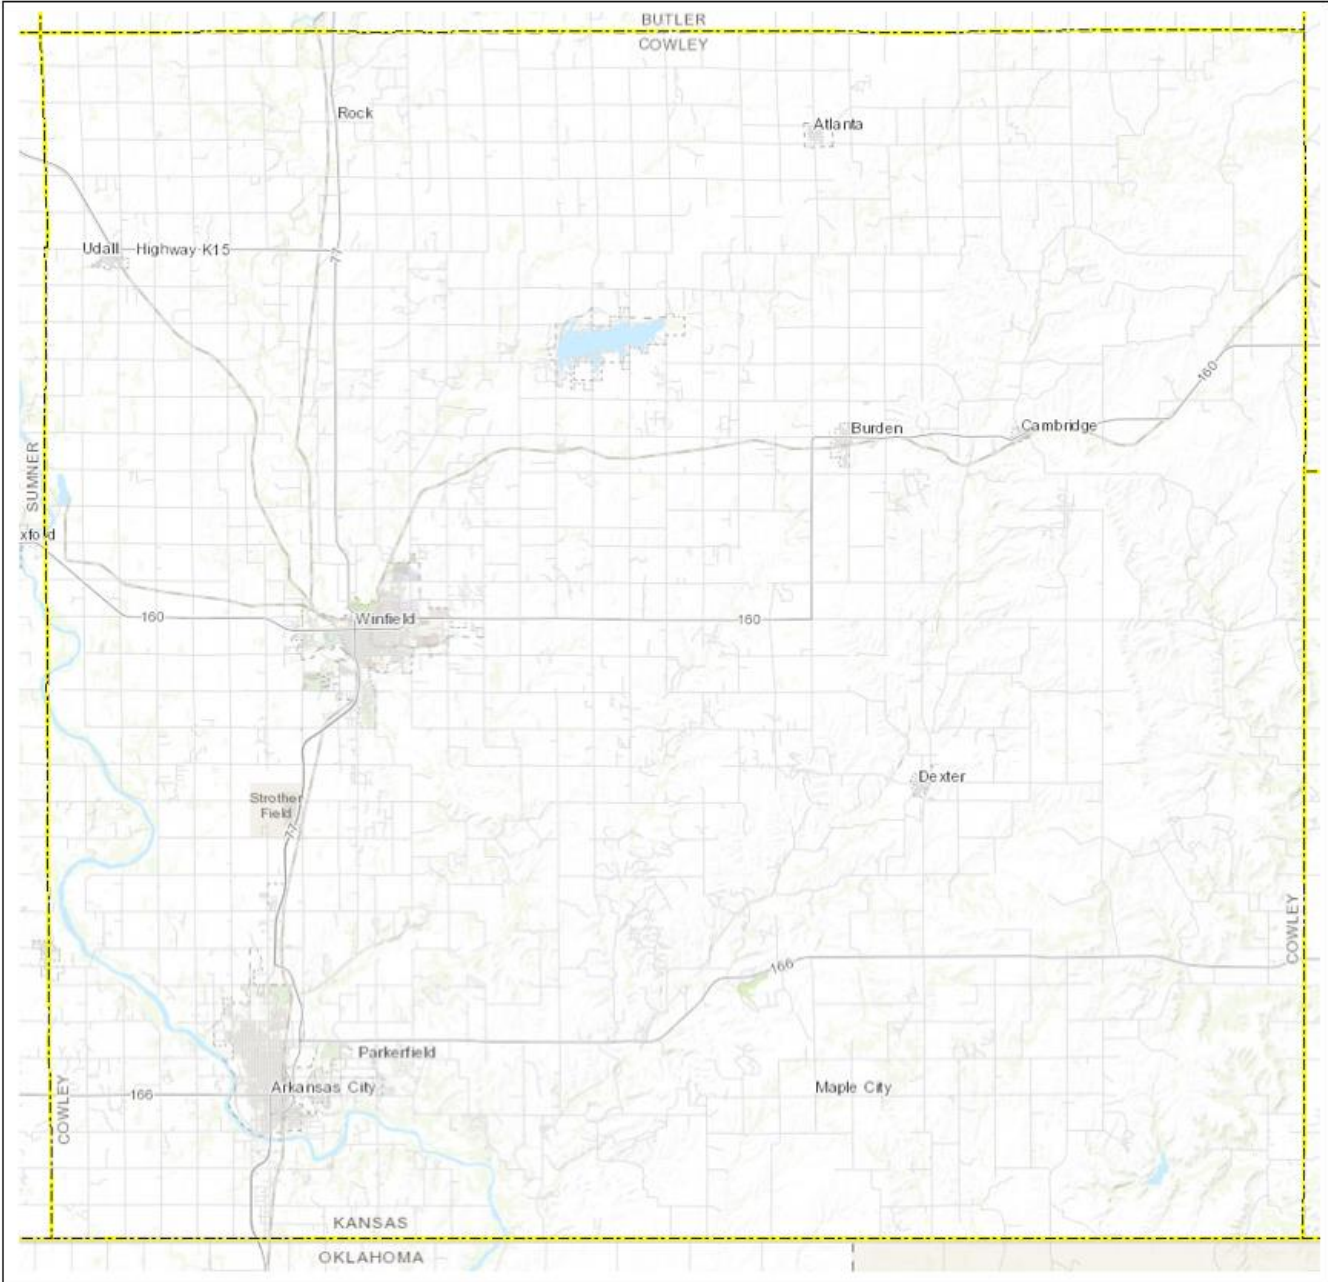 BUTLER
COWLEY
Rock
Atlanta
Udall
Highway K15
77
160
Burden
Cambridge
SUMNER
xford
160
Winfield
160
Dexter
Strother
Field
77
COWLEY
166
Parkerfield
Arkansas City
Maple City
166
COWLEY
KANSAS
OKLAHOMA